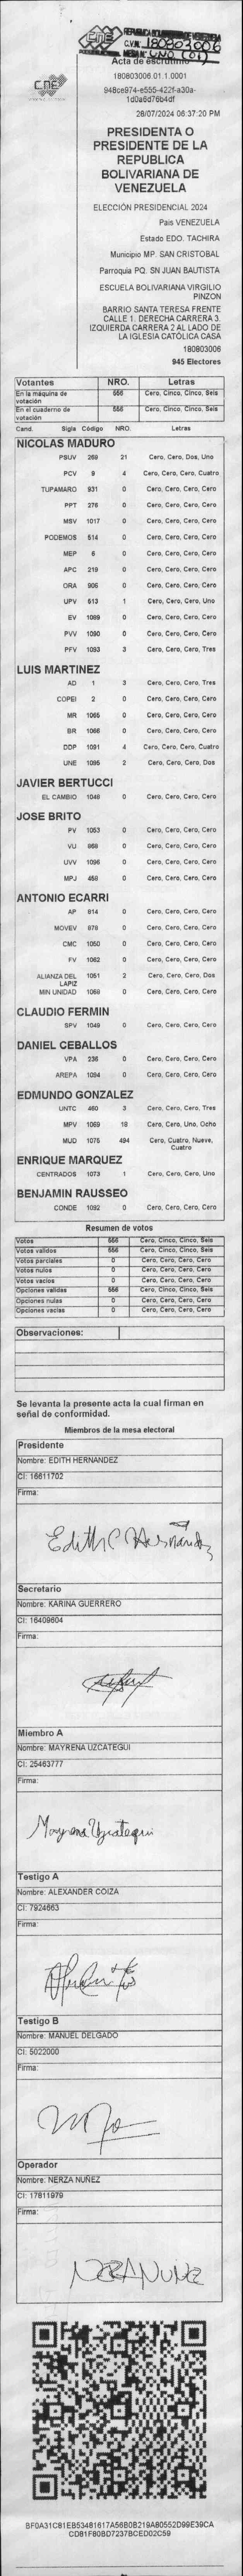 CNE
REPÚBLICA BOLIVARIANA DE VENEZUELA
C.V.N. 180803006
MESA N° UNO (01)
Acta de escrutinio
180803006.01.1.0001
948ce974-e555-422f-a30a-
1d0a6d76b4df
28/07/2024 06:37:20 PM
PRESIDENTA O
PRESIDENTE DE LA
REPUBLICA
BOLIVARIANA DE
VENEZUELA
ELECCIÓN PRESIDENCIAL 2024
País VENEZUELA
Estado EDO. TACHIRA
Municipio MP. SAN CRISTOBAL
Parroquia PQ. SN JUAN BAUTISTA
ESCUELA BOLIVARIANA VIRGILIO
PINZON
BARRIO SANTA TERESA FRENTE
CALLE 1. DERECHA CARRERA 3.
IZQUIERDA CARRERA 2 AL LADO DE
LA IGLESIA CATÓLICA CASA
180803006
945 Electores
Votantes NRO. Letras
En la máquina de votación 556 Cero, Cinco, Cinco, Seis
En el cuaderno de votación 556 Cero, Cinco, Cinco, Seis
Cand. Sigla Código NRO. Letras
NICOLAS MADURO
PSUV 269 21 Cero, Cero, Dos, Uno
PCV 9 4 Cero, Cero, Cero, Cuatro
TUPAMARO 931 0 Cero, Cero, Cero, Cero
PPT 276 0 Cero, Cero, Cero, Cero
MSV 1017 0 Cero, Cero, Cero, Cero
PODEMOS 514 0 Cero, Cero, Cero, Cero
MEP 6 0 Cero, Cero, Cero, Cero
APC 219 0 Cero, Cero, Cero, Cero
ORA 906 0 Cero, Cero, Cero, Cero
UPV 513 1 Cero, Cero, Cero, Uno
EV 1089 0 Cero, Cero, Cero, Cero
PVV 1090 0 Cero, Cero, Cero, Cero
PFV 1093 3 Cero, Cero, Cero, Tres
LUIS MARTINEZ
AD 1 3 Cero, Cero, Cero, Tres
COPEI 2 0 Cero, Cero, Cero, Cero
MR 1065 0 Cero, Cero, Cero, Cero
BR 1066 0 Cero, Cero, Cero, Cero
DDP 1091 4 Cero, Cero, Cero, Cuatro
UNE 1095 2 Cero, Cero, Cero, Dos
JAVIER BERTUCCI
EL CAMBIO 1048 0 Cero, Cero, Cero, Cero
JOSE BRITO
PV 1053 0 Cero, Cero, Cero, Cero
VU 868 0 Cero, Cero, Cero, Cero
UVV 1096 0 Cero, Cero, Cero, Cero
MPJ 458 0 Cero, Cero, Cero, Cero
ANTONIO ECARRI
AP 814 0 Cero, Cero, Cero, Cero
MOVEV 878 0 Cero, Cero, Cero, Cero
CMC 1050 0 Cero, Cero, Cero, Cero
FV 1062 0 Cero, Cero, Cero, Cero
ALIANZA DEL LAPIZ 1051 2 Cero, Cero, Cero, Dos
MIN UNIDAD 1069 0 Cero, Cero, Cero, Cero
CLAUDIO FERMIN
SPV 1049 0 Cero, Cero, Cero, Cero
DANIEL CEBALLOS
VPA 236 0 Cero, Cero, Cero, Cero
AREPA 1094 0 Cero, Cero, Cero, Cero
EDMUNDO GONZALEZ
UNTC 460 3 Cero, Cero, Cero, Tres
MPV 1069 18 Cero, Cero, Uno, Ocho
MUD 1075 494 Cero, Cuatro, Nueve, Cuatro
ENRIQUE MARQUEZ
CENTRADOS 1073 1 Cero, Cero, Cero, Uno
BENJAMIN RAUSSEO
CONDE 1092 0 Cero, Cero, Cero, Cero
Resumen de votos
Votos 556 Cero, Cinco, Cinco, Seis
Votos validos 556 Cero, Cinco, Cinco, Seis
Votos parciales 0 Cero, Cero, Cero, Cero
Votos nulos 0 Cero, Cero, Cero, Cero
Votos vacios 0 Cero, Cero, Cero, Cero
Opciones validas 556 Cero, Cinco, Cinco, Seis
Opciones nulas 0 Cero, Cero, Cero, Cero
Opciones vacias 0 Cero, Cero, Cero, Cero
Observaciones:
Se levanta la presente acta la cual firman en
señal de conformidad.
Miembros de la mesa electoral
Presidente
Nombre: EDITH HERNANDEZ
CI: 16611702
Firma:
Edith C Hernández
Secretario
Nombre: KARINA GUERRERO
CI: 16409604
Firma:
Miembro A
Nombre: MAYRENA UZCATEGUI
CI: 25463777
Firma:
Mayrena Uzcategui
Testigo A
Nombre: ALEXANDER COIZA
CI: 7924663
Firma:
Testigo B
Nombre: MANUEL DELGADO
CI: 5022000
Firma:
Operador
Nombre: NERZA NUÑEZ
CI: 17811979
Firma:
NERZA NUÑEZ
BF0A31C81EB53481617A56B0B219A80552D99E39CA
CD81F80BD7237BCED02C59